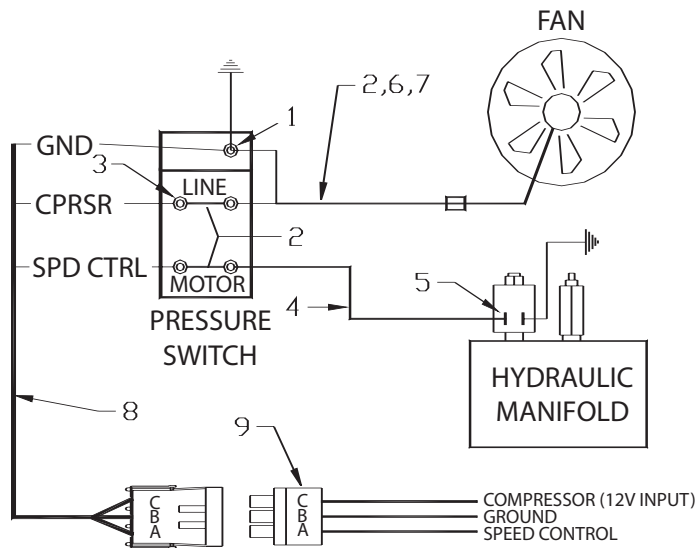 FAN
2,6,7
1
GND
3
LINE
CPRSR
2
SPD CTRL
MOTOR
5
4
PRESSURE
SWITCH
HYDRAULIC
MANIFOLD
8
9
C
B
A
C
B
A
COMPRESSOR (12V INPUT)
GROUND
SPEED CONTROL